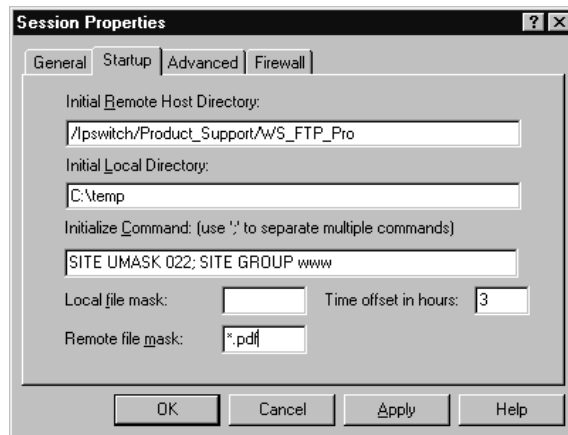 Session Properties
General Startup Advanced Firewall
Initial Remote Host Directory:
/Ipswitch/Product_Support/WS_FTP_Pro
Initial Local Directory:
C:\temp
Initialize Command: (use ';' to separate multiple commands)
SITE UMASK 022; SITE GROUP www
Local file mask: Time offset in hours: 3
Remote file mask: *.pdf
OK Cancel Apply Help